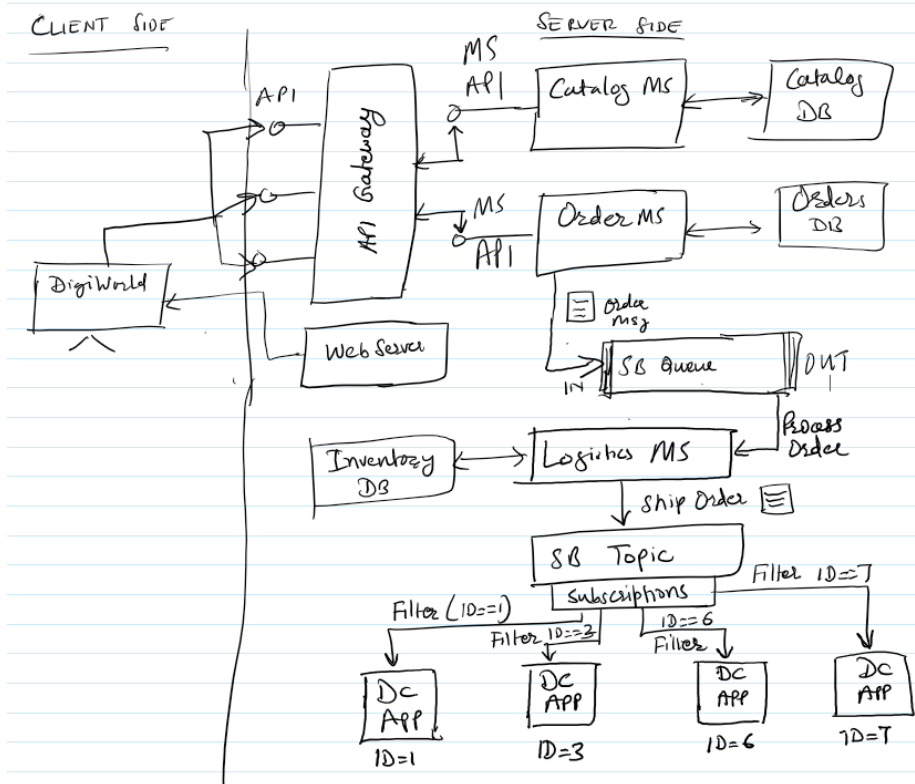 CLIENT SIDE
SERVER SIDE
MS
API
API
API Gateway
Catalog MS
Catalog
DB
MS
API
Order MS
Orders
DB
DigiWorld
Order
Msg
Web Server
IN
SB Queue
OUT
Process
Order
Inventory
DB
Logistics MS
Ship Order
SB Topic
Subscriptions
Filter ID==7
Filter (ID==1)
Filter ID==3
ID==6
Filter
DC
APP
ID=1
DC
APP
ID=3
DC
APP
ID=6
DC
APP
ID=7